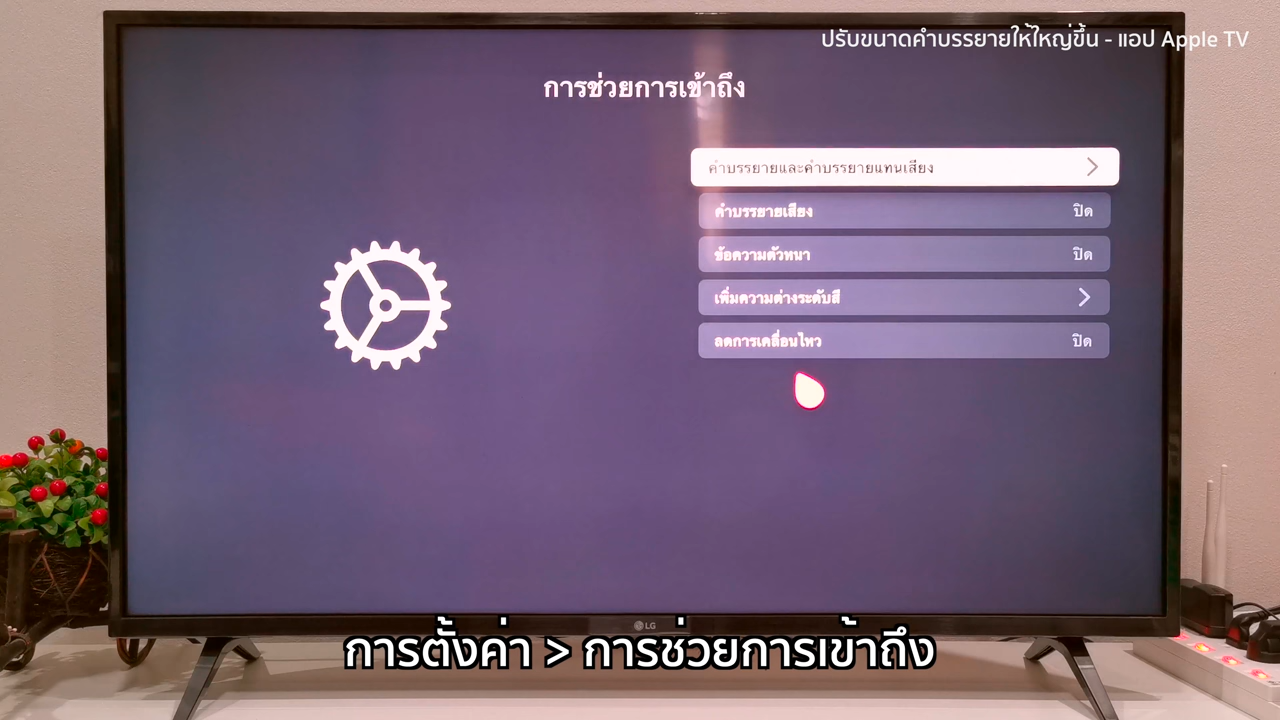 ปรับขนาดคำบรรยายให้ใหญ่ขึ้น - แอป Apple TV
การช่วยการเข้าถึง
คำบรรยายและคำบรรยายแทนเสียง
คำบรรยายเสียง ปิด
ข้อความตัวหนา ปิด
เพิ่มความต่างระดับสี
ลดการเคลื่อนไหว ปิด
LG
การตั้งค่า > การช่วยการเข้าถึง